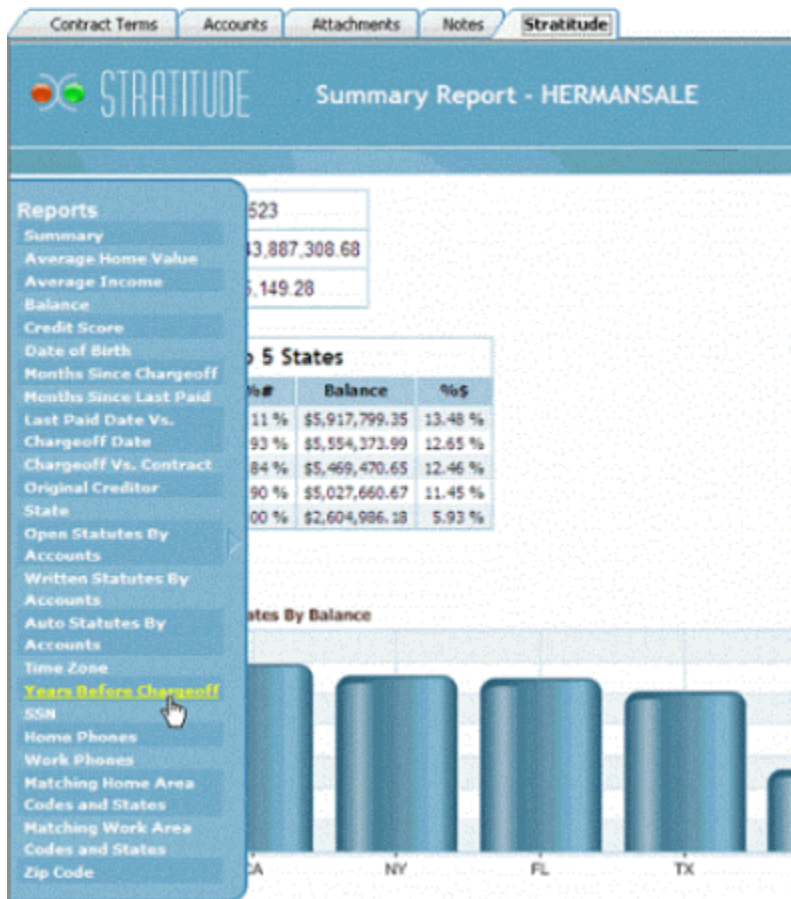 Contract Terms Accounts Attachments Notes Stratitude
STRATITUDE Summary Report - HERMANSALE
Reports
Summary
Average Home Value
Average Income
Balance
Credit Score
Date of Birth
Months Since Chargeoff
Months Since Last Paid
Last Paid Date Vs.
Chargeoff Date
Chargeoff Vs. Contract
Original Creditor
State
Open Statutes By
Accounts
Written Statutes By
Accounts
Auto Statutes By
Accounts
Time Zone
Years Before Chargeoff
SSN
Home Phones
Work Phones
Matching Home Area
Codes and States
Matching Work Area
Codes and States
Zip Code
523
3,887,308.68
,149.28
5 States
%# Balance %$
11 % $5,917,799.35 13.48 %
93 % $5,554,373.99 12.65 %
84 % $5,469,470.65 12.46 %
90 % $5,027,660.67 11.45 %
00 % $2,604,986.18 5.93 %
ates By Balance
CA NY FL TX